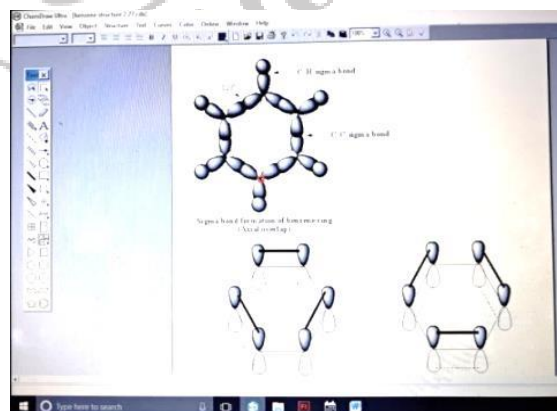 ChemDraw Ultra
File Edit View Object Structure Text Curves Color Online Window Help
100%
C-H sigma bond
C-C sigma bond
Sigma bond formation of benzene ring
(Axial overlap)
Type here to search